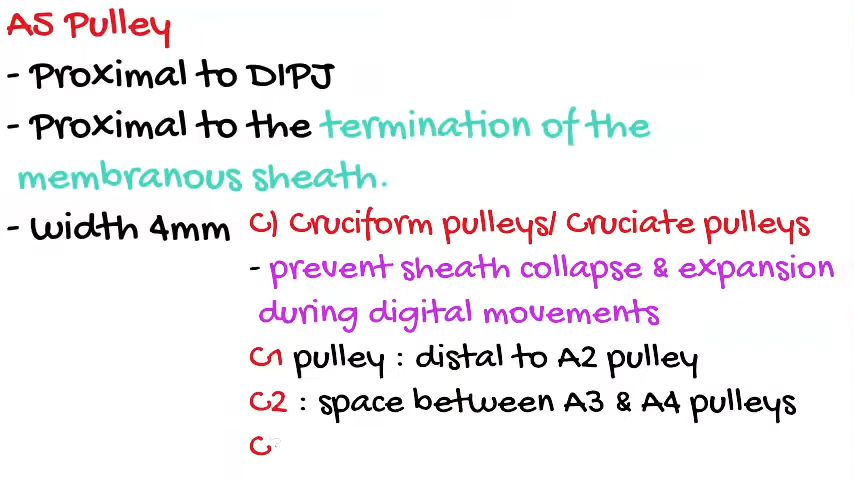 A5 Pulley
- Proximal to DIPJ
- Proximal to the termination of the
membranous sheath.
- width 4mm
C) Cruciform pulleys/ Cruciate pulleys
- prevent sheath collapse & expansion
during digital movements
C1 pulley : distal to A2 pulley
C2 : space between A3 & A4 pulleys
C